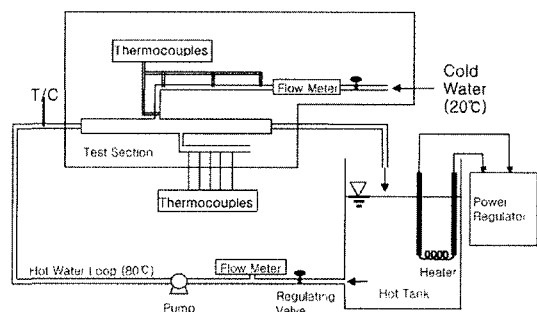 Thermocouples
T/C
Flow Meter
Cold
Water
(20℃)
Test Section
Thermocouples
Power
Regulator
Hot Water Loop (80℃)
Flow Meter
Heater
Pump
Regulating
Valve
Hot Tank